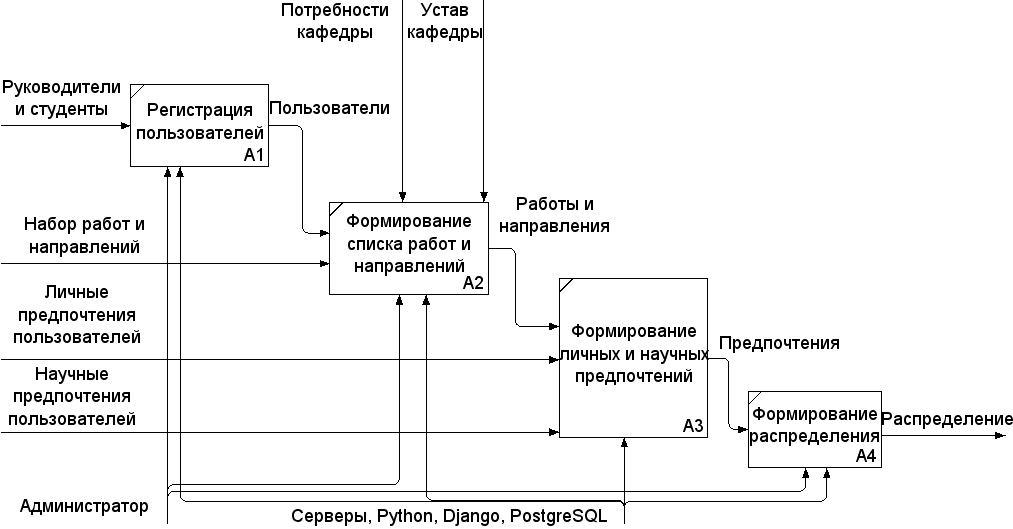 Потребности
кафедры
Устав
кафедры
Руководители
и студенты
Регистрация
пользователей
A1
Пользователи
Набор работ и
направлений
Формирование
списка работ и
направлений
A2
Работы и
направления
Личные
предпочтения
пользователей
Формирование
личных и научных
предпочтений
A3
Предпочтения
Научные
предпочтения
пользователей
Формирование
распределения
A4
Распределение
Администратор
Серверы, Python, Django, PostgreSQL